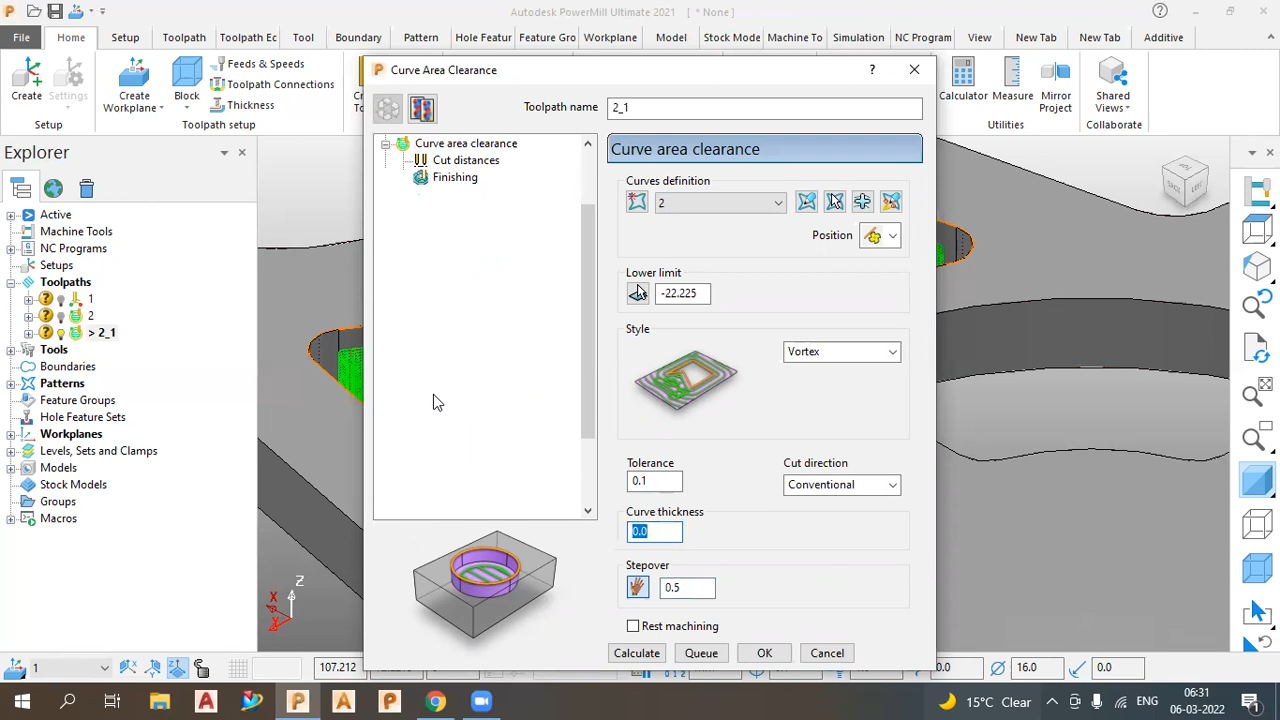 Autodesk PowerMill Ultimate 2021 [ * None ]
File Home Setup Toolpath Toolpath Ec Tool Boundary Pattern Hole Featur Feature Gro Workplane Model Stock Mode Machine To Simulation NC Program View New Tab New Tab Additive
Create Settings
Setup
Create Workplane
Block
Feeds & Speeds
Toolpath Connections
Thickness
Toolpath setup
C
To
Calculator Measure Mirror Project
Utilities
Shared Views
Collaborate
Curve Area Clearance
?
Toolpath name 2_1
Explorer
Active
Machine Tools
NC Programs
Setups
Toolpaths
1
2
> 2_1
Tools
Boundaries
Patterns
Feature Groups
Hole Feature Sets
Workplanes
Levels, Sets and Clamps
Models
Stock Models
Groups
Macros
Curve area clearance
Cut distances
Finishing
Curve area clearance
Curves definition
2
Position
Lower limit
-22.225
Style
Vortex
Tolerance
0.1
Cut direction
Conventional
Curve thickness
0.0
Stepover
0.5
Rest machining
Calculate Queue OK Cancel
Z
X
Y
1
107.212
0.0
16.0
0.0
15°C Clear
ENG
06:31
06-03-2022
1